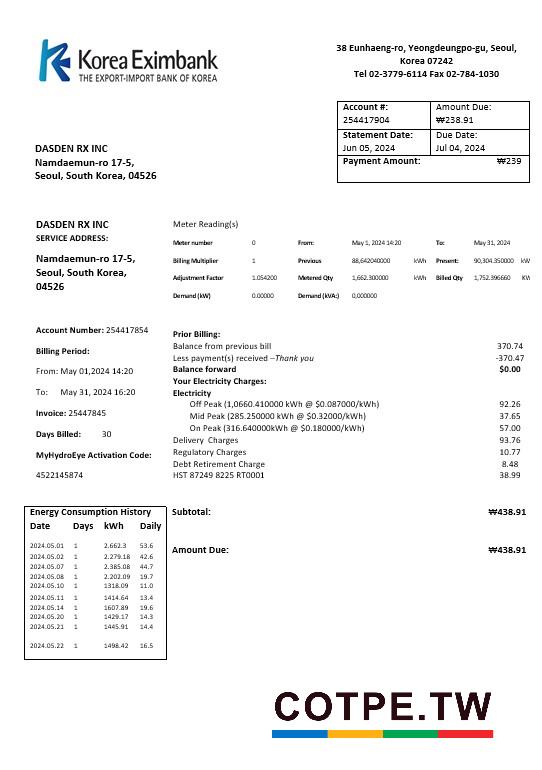 Korea Eximbank
THE EXPORT-IMPORT BANK OF KOREA
38 Eunhaeng-ro, Yeongdeungpo-gu, Seoul,
Korea 07242
Tel 02-3779-6114 Fax 02-784-1030
Account #:
254417904
Amount Due:
₩238.91
Statement Date:
Jun 05, 2024
Due Date:
Jul 04, 2024
Payment Amount: ₩239
DASDEN RX INC
Namdaemun-ro 17-5,
Seoul, South Korea, 04526
DASDEN RX INC
SERVICE ADDRESS:
Namdaemun-ro 17-5,
Seoul, South Korea,
04526
Meter Reading(s)
Meter number 0 From: May 1, 2024 14:20 To: May 31, 2024
Billing Multiplier 1 Previous 88,642040000 kWh Present: 90,304.350000 kW
Adjustment Factor 1.054200 Metered Qty 1,662.300000 kWh Billed Qty 1,752.396660 kW
Demand (kW) 0.00000 Demand (kVA:) 0,000000
Account Number: 254417854
Billing Period:
From: May 01,2024 14:20
To: May 31, 2024 16:20
Invoice: 25447845
Days Billed: 30
MyHydroEye Activation Code:
4522145874
Prior Billing:
Balance from previous bill 370.74
Less payment(s) received –Thank you -370.47
Balance forward $0.00
Your Electricity Charges:
Electricity
Off Peak (1,0660.410000 kWh @ $0.087000/kWh) 92.26
Mid Peak (285.250000 kWh @ $0.32000/kWh) 37.65
On Peak (316.640000kWh @ $0.180000/kWh) 57.00
Delivery Charges 93.76
Regulatory Charges 10.77
Debt Retirement Charge 8.48
HST 87249 8225 RT0001 38.99
Energy Consumption History
Date Days kWh Daily
2024.05.01 1 2.662.3 53.6
2024.05.02 1 2.279.18 42.6
2024.05.07 1 2.385.08 44.7
2024.05.08 1 2.202.09 19.7
2024.05.10 1 1318.09 11.0
2024.05.11 1 1414.64 13.4
2024.05.14 1 1607.89 19.6
2024.05.20 1 1429.17 14.3
2024.05.21 1 1445.91 14.4
2024.05.22 1 1498.42 16.5
Subtotal: ₩438.91
Amount Due: ₩438.91
COTPE.TW